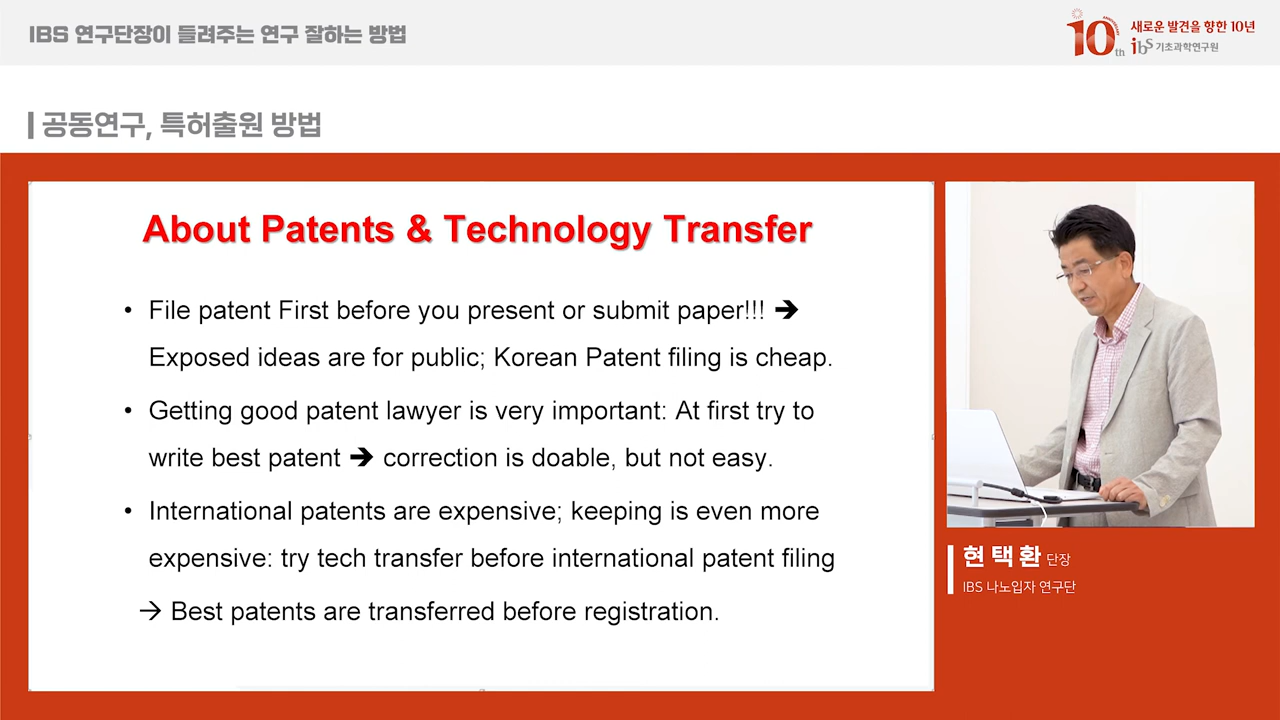 IBS 연구단장이 들려주는 연구 잘하는 방법
10th
ANNIVERSARY
새로운 발견을 향한 10년
ibs 기초과학연구원
공동연구, 특허출원 방법
About Patents & Technology Transfer
• File patent First before you present or submit paper!!! ➔
Exposed ideas are for public; Korean Patent filing is cheap.
• Getting good patent lawyer is very important: At first try to
write best patent ➔ correction is doable, but not easy.
• International patents are expensive; keeping is even more
expensive: try tech transfer before international patent filing
→ Best patents are transferred before registration.
현택환 단장
IBS 나노입자 연구단